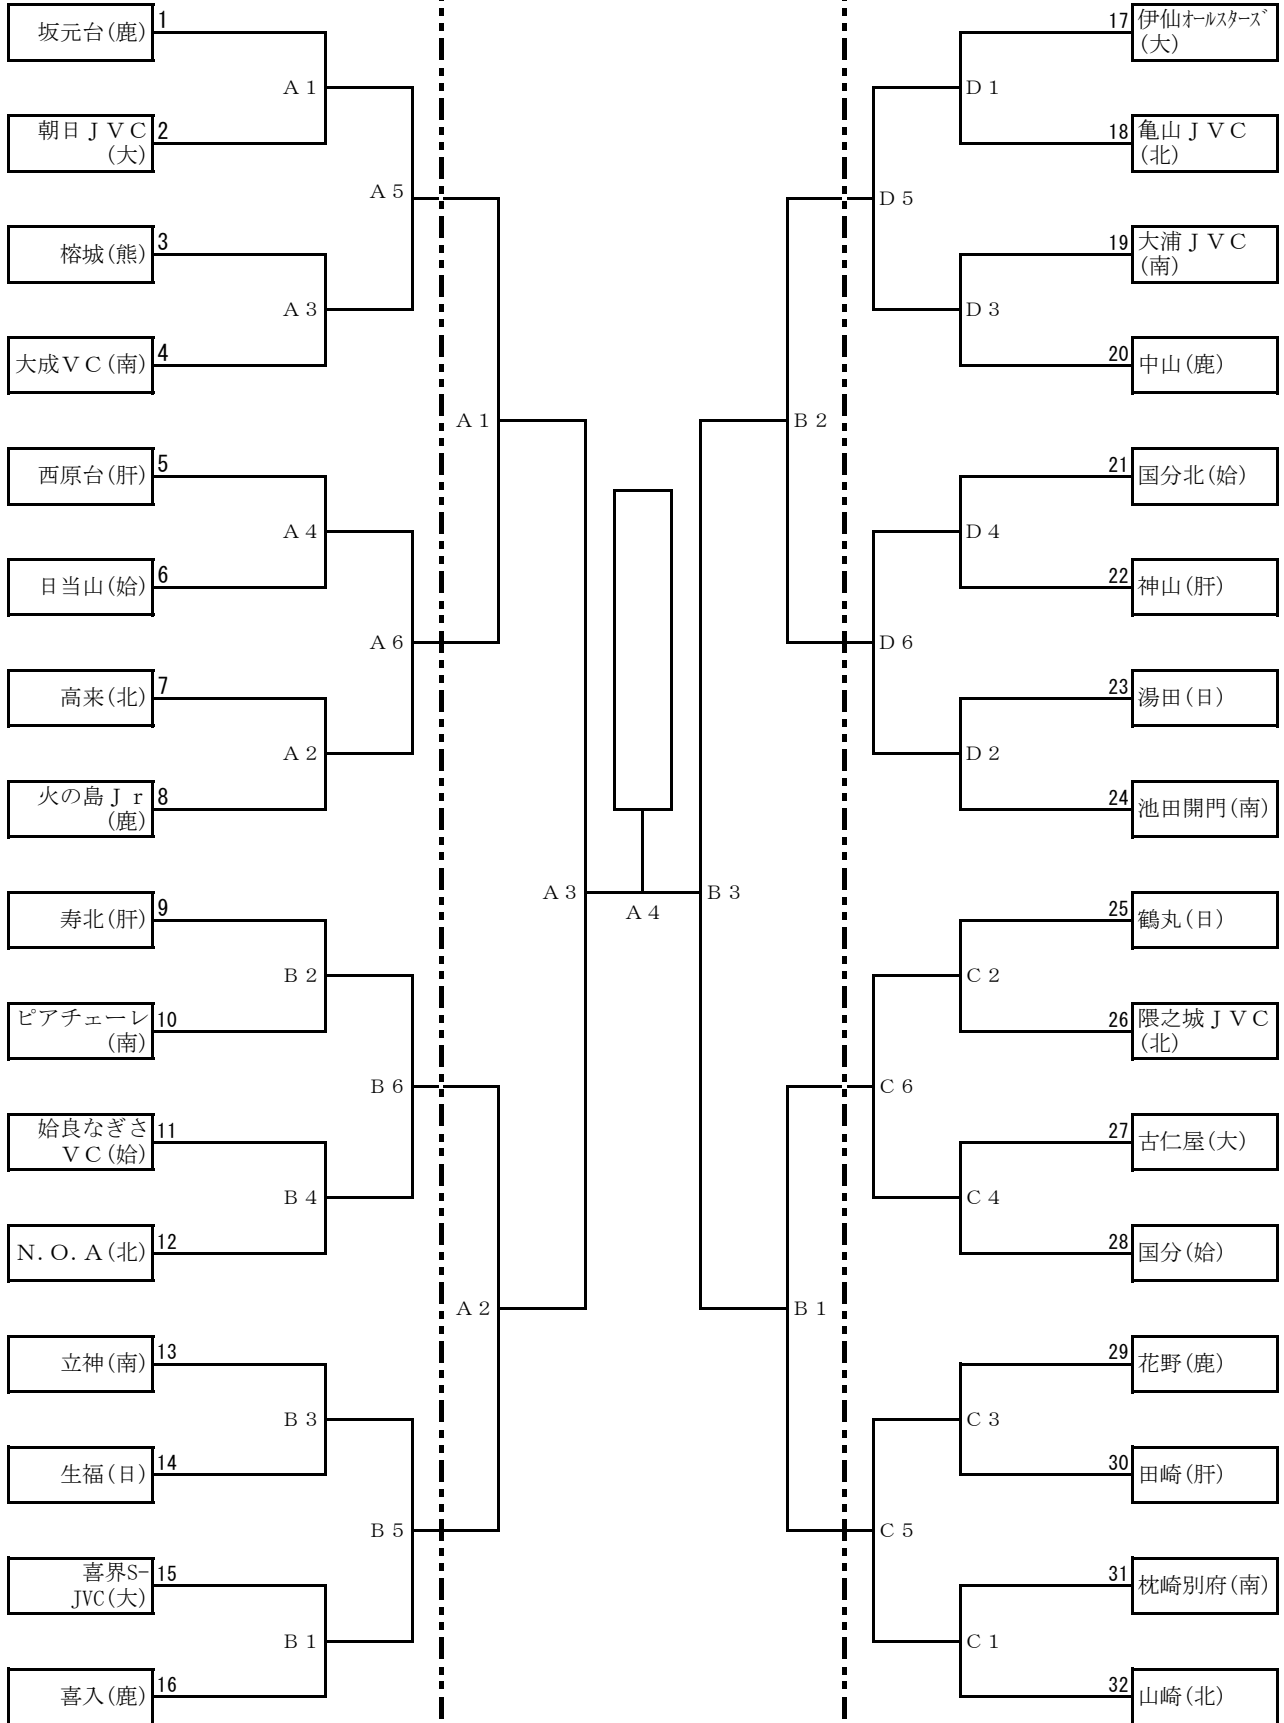 坂元台(鹿)
1
A 1
朝日ＪＶＣ
(大)
2
A 5
榕城(熊)
3
A 3
大成ＶＣ(南)
4
A 1
西原台(肝)
5
A 4
日当山(姶)
6
A 6
高来(北)
7
A 2
火の島Ｊｒ
(鹿)
8
A 3
寿北(肝)
9
B 2
ピアチェーレ
(南)
10
B 6
姶良なぎさ
ＶＣ(姶)
11
B 4
N. O. A(北)
12
A 2
立神(南)
13
B 3
生福(日)
14
B 5
喜界S-
JVC(大)
15
B 1
喜入(鹿)
16
A 4
17
伊仙ｵｰﾙｽﾀｰｽﾞ
(大)
D 1
18
亀山ＪＶＣ
(北)
D 5
19
大浦ＪＶＣ
(南)
D 3
20
中山(鹿)
B 2
21
国分北(姶)
D 4
22
神山(肝)
D 6
23
湯田(日)
D 2
24
池田開門(南)
B 3
25
鶴丸(日)
C 2
26
隈之城ＪＶＣ
(北)
C 6
27
古仁屋(大)
C 4
28
国分(姶)
B 1
29
花野(鹿)
C 3
30
田崎(肝)
C 5
31
枕崎別府(南)
C 1
32
山崎(北)